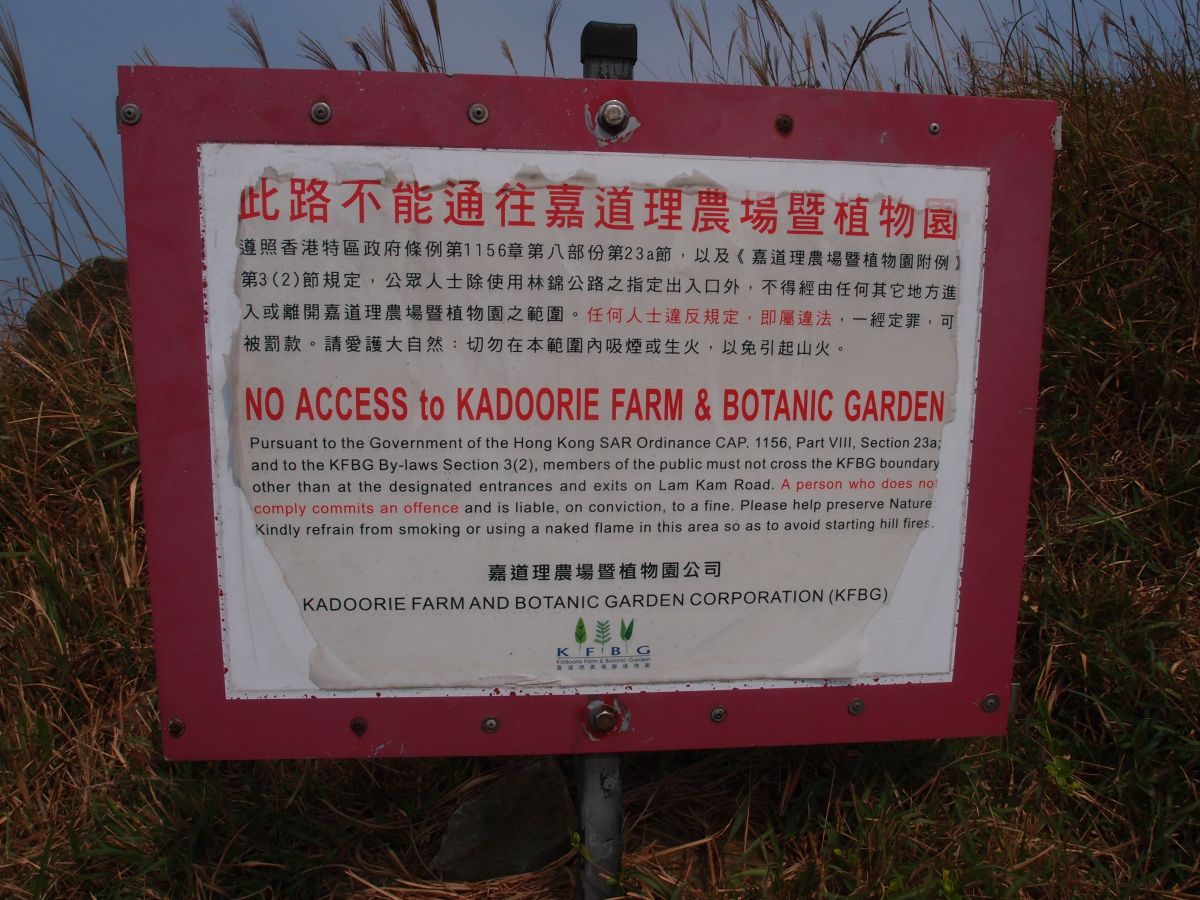 此路不能通往嘉道理農場暨植物園
遵照香港特區政府條例第1156章第八部份第23a節，以及《嘉道理農場暨植物園附例》
第3(2)節規定，公眾人士除使用林錦公路之指定出入口外，不得經由任何其它地方進
入或離開嘉道理農場暨植物園之範圍。任何人士違反規定，即屬違法，一經定罪，可
被罰款。請愛護大自然：切勿在本範圍內吸煙或生火，以免引起山火。
NO ACCESS to KADOORIE FARM & BOTANIC GARDEN
Pursuant to the Government of the Hong Kong SAR Ordinance CAP. 1156, Part VIII, Section 23a;
and to the KFBG By-laws Section 3(2), members of the public must not cross the KFBG boundary
other than at the designated entrances and exits on Lam Kam Road. A person who does not
comply commits an offence and is liable, on conviction, to a fine. Please help preserve Nature:
Kindly refrain from smoking or using a naked flame in this area so as to avoid starting hill fires.
嘉道理農場暨植物園公司
KADOORIE FARM AND BOTANIC GARDEN CORPORATION (KFBG)
K F B G
Kadoorie Farm & Botanic Garden
嘉道理農場暨植物園